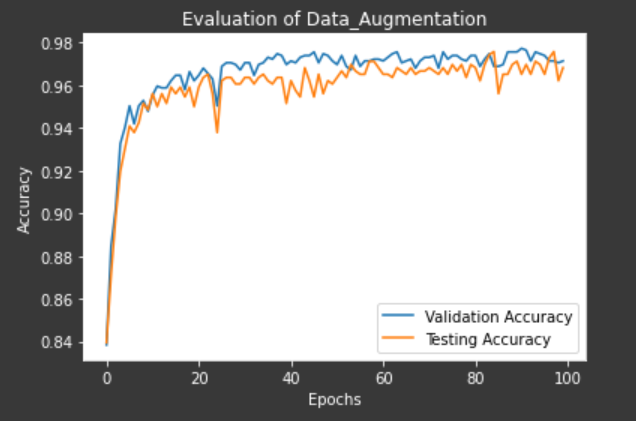 Evaluation of Data_Augmentation
0.98
0.96
0.94
0.92
0.90
0.88
0.86
0.84
Accuracy
Validation Accuracy
Testing Accuracy
0 20 40 60 80 100
Epochs